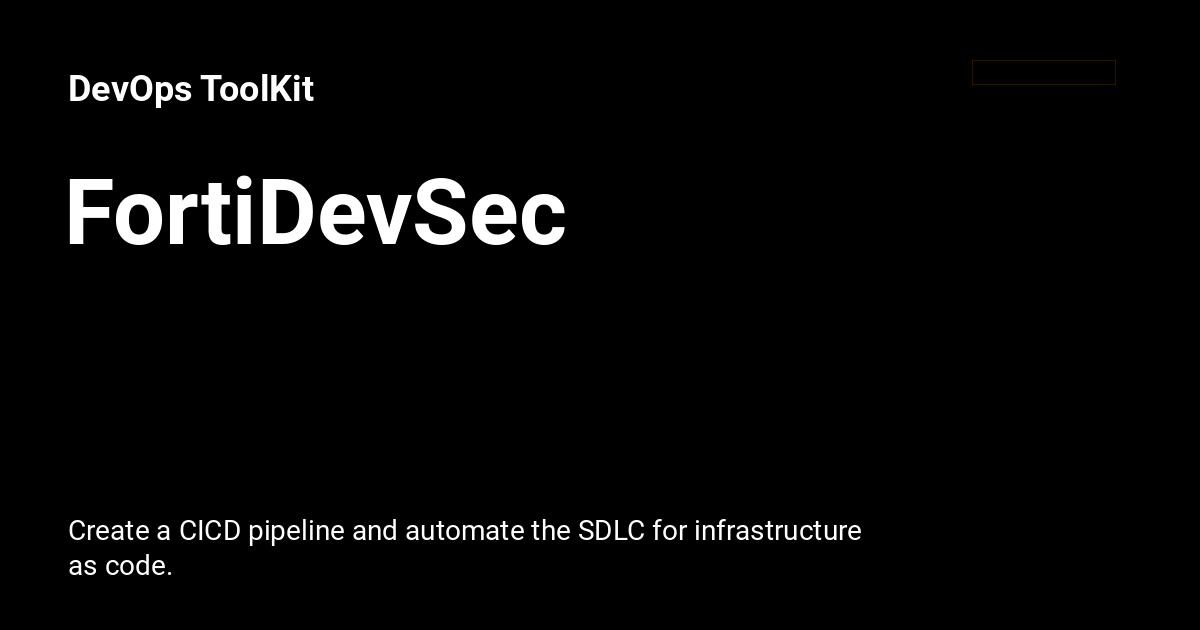 DevOps ToolKit
FortiDevSec
Create a CICD pipeline and automate the SDLC for infrastructure
as code.